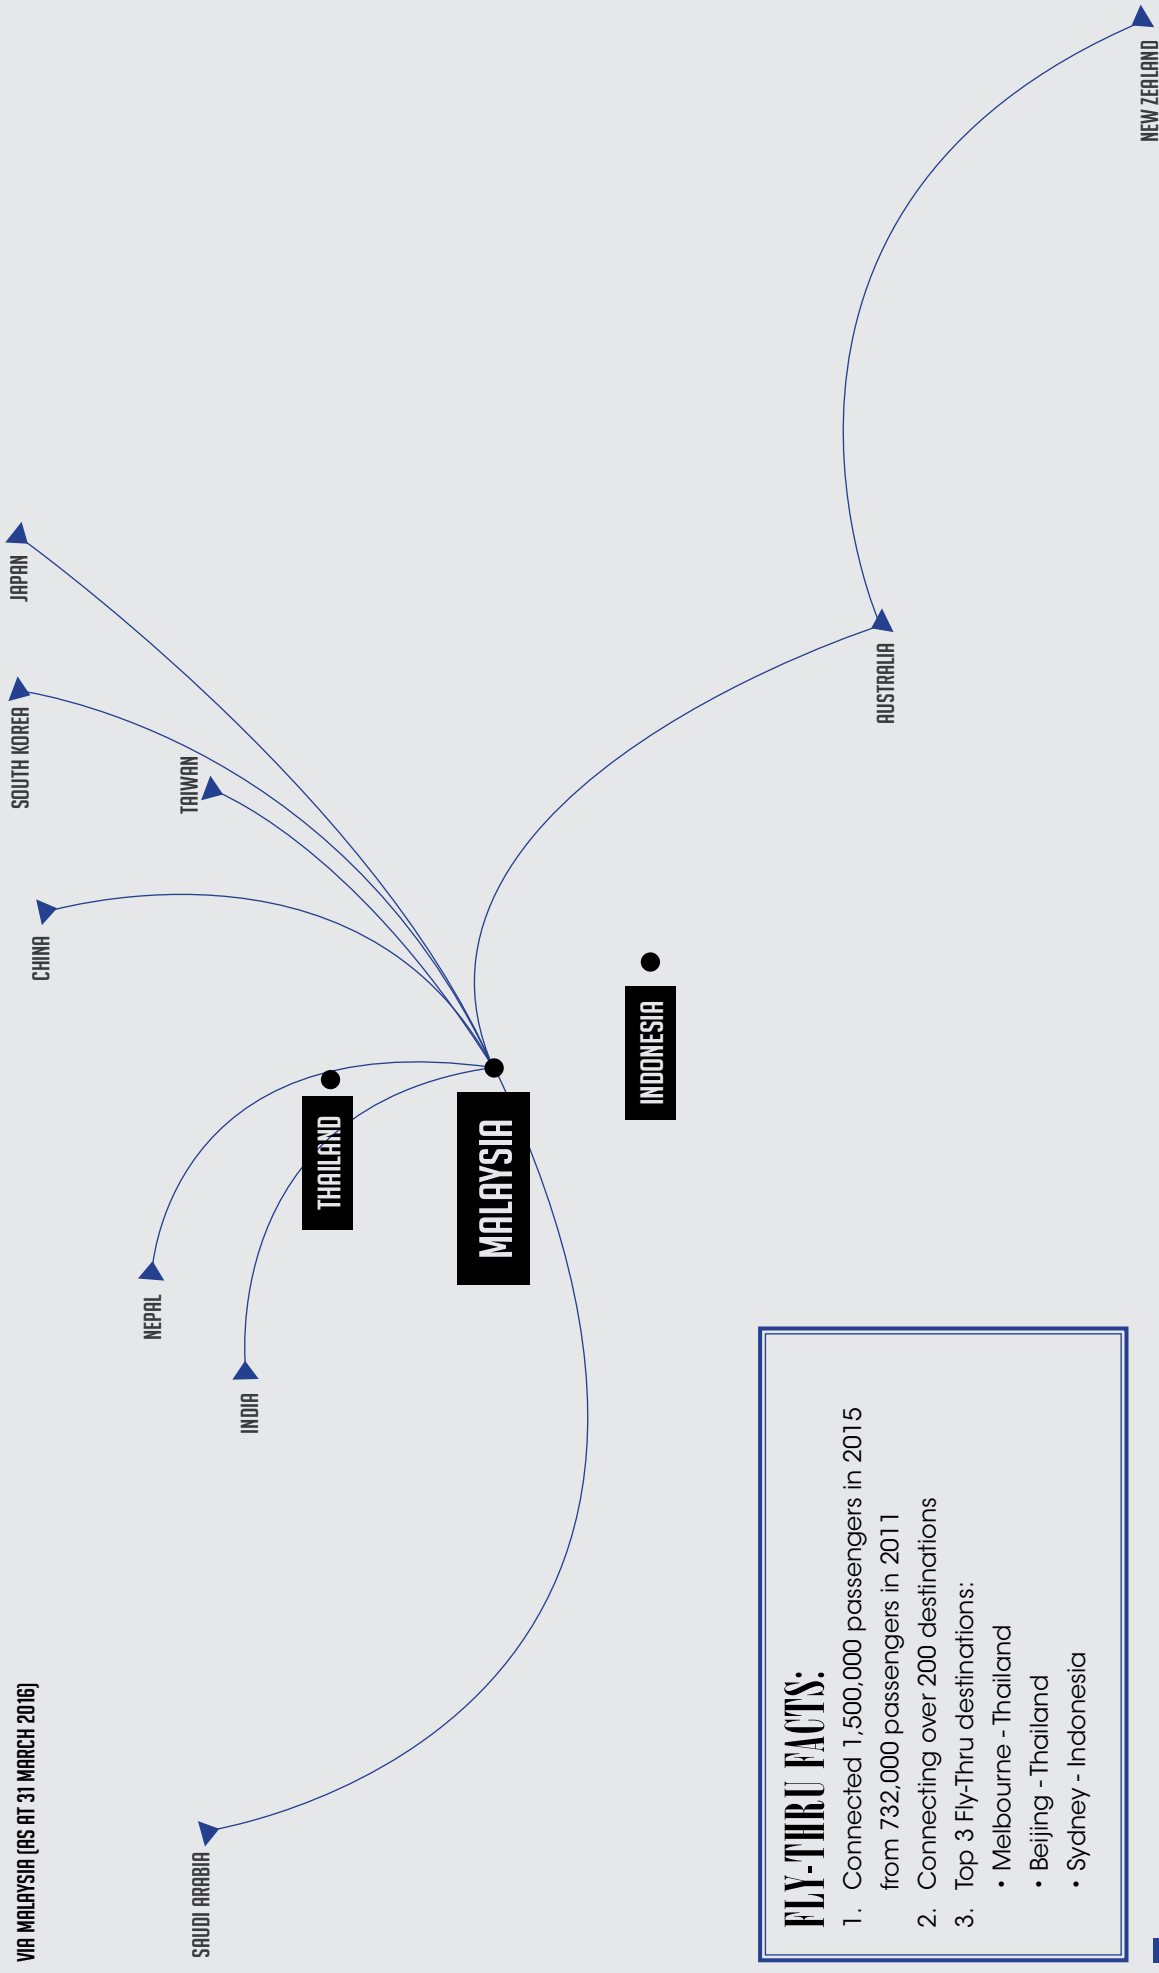 VIA MALAYSIA (AS AT 31 MARCH 2016)
SAUDI ARABIA
INDIA
NEPAL
THAILAND
MALAYSIA
INDONESIA
CHINA
TAIWAN
SOUTH KOREA
JAPAN
AUSTRALIA
NEW ZEALAND
FLY-THRU FACTS:
1. Connected 1,500,000 passengers in 2015
from 732,000 passengers in 2011
2. Connecting over 200 destinations
3. Top 3 Fly-Thru destinations:
• Melbourne - Thailand
• Beijing - Thailand
• Sydney - Indonesia